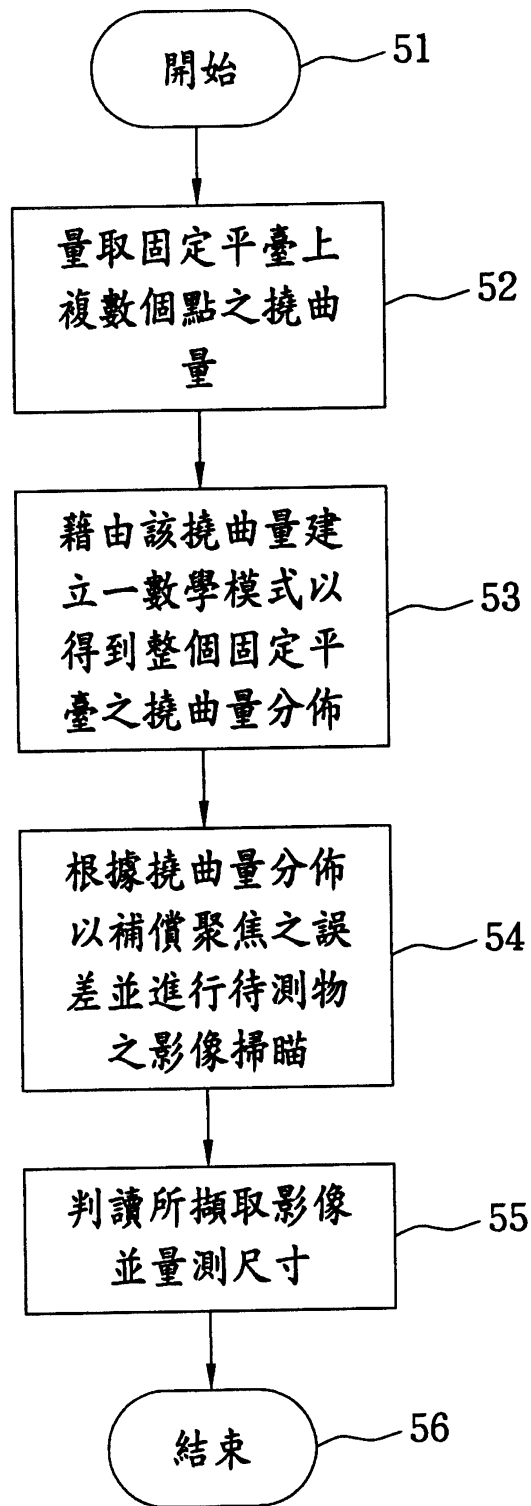 開始
51
量取固定平臺上
複數個點之撓曲
量
52
藉由該撓曲量建
立一數學模式以
得到整個固定平
臺之撓曲量分佈
53
根據撓曲量分佈
以補償聚焦之誤
差並進行待測物
之影像掃瞄
54
判讀所擷取影像
並量測尺寸
55
結束
56